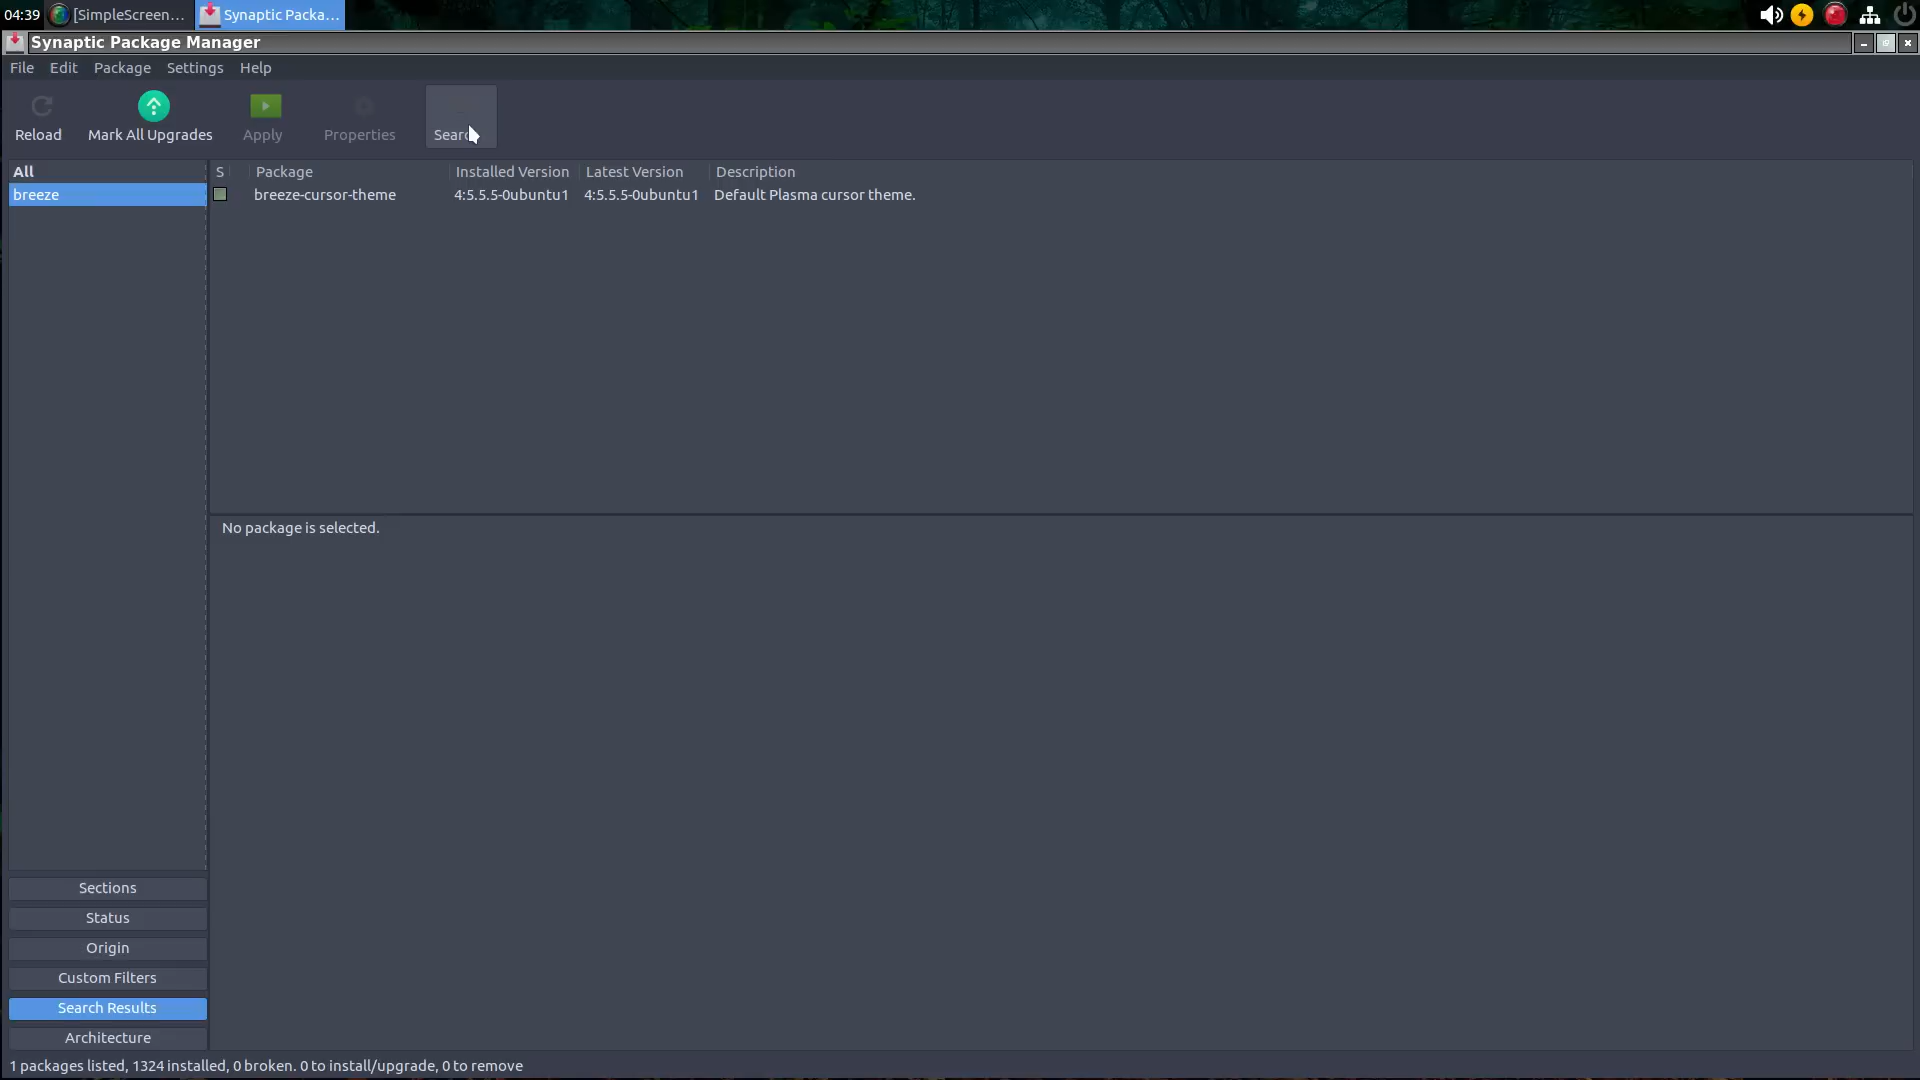 04:39 [SimpleScreen... Synaptic Packa...
Synaptic Package Manager
File Edit Package Settings Help
Reload Mark All Upgrades Apply Properties Search
All S Package Installed Version Latest Version Description
breeze breeze-cursor-theme 4:5.5.5-0ubuntu1 4:5.5.5-0ubuntu1 Default Plasma cursor theme.
No package is selected.
Sections
Status
Origin
Custom Filters
Search Results
Architecture
1 packages listed, 1324 installed, 0 broken. 0 to install/upgrade, 0 to remove